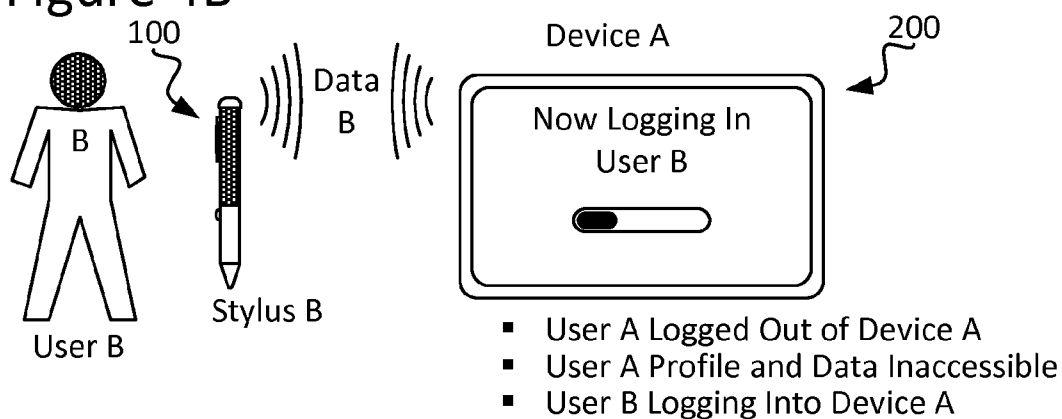 Figure 4B
100
200
Device A
Data
B
Now Logging In
User B
B
Stylus B
User B
▪ User A Logged Out of Device A
▪ User A Profile and Data Inaccessible
▪ User B Logging Into Device A